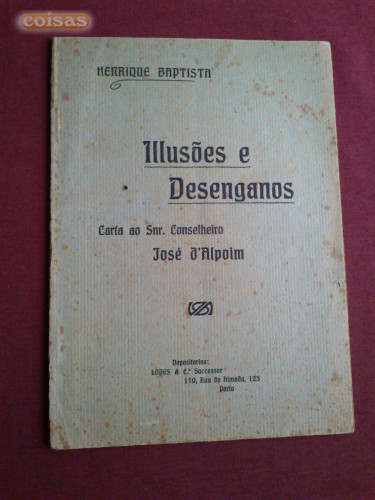 coisas
HENRIQUE BAPTISTA
Illusões e
Desenganos
Carta ao Snr. Conselheiro
José d'Alpoim
Depositarios:
LOPES & C.ª Successor
119, Rua do Almada, 123
Porto